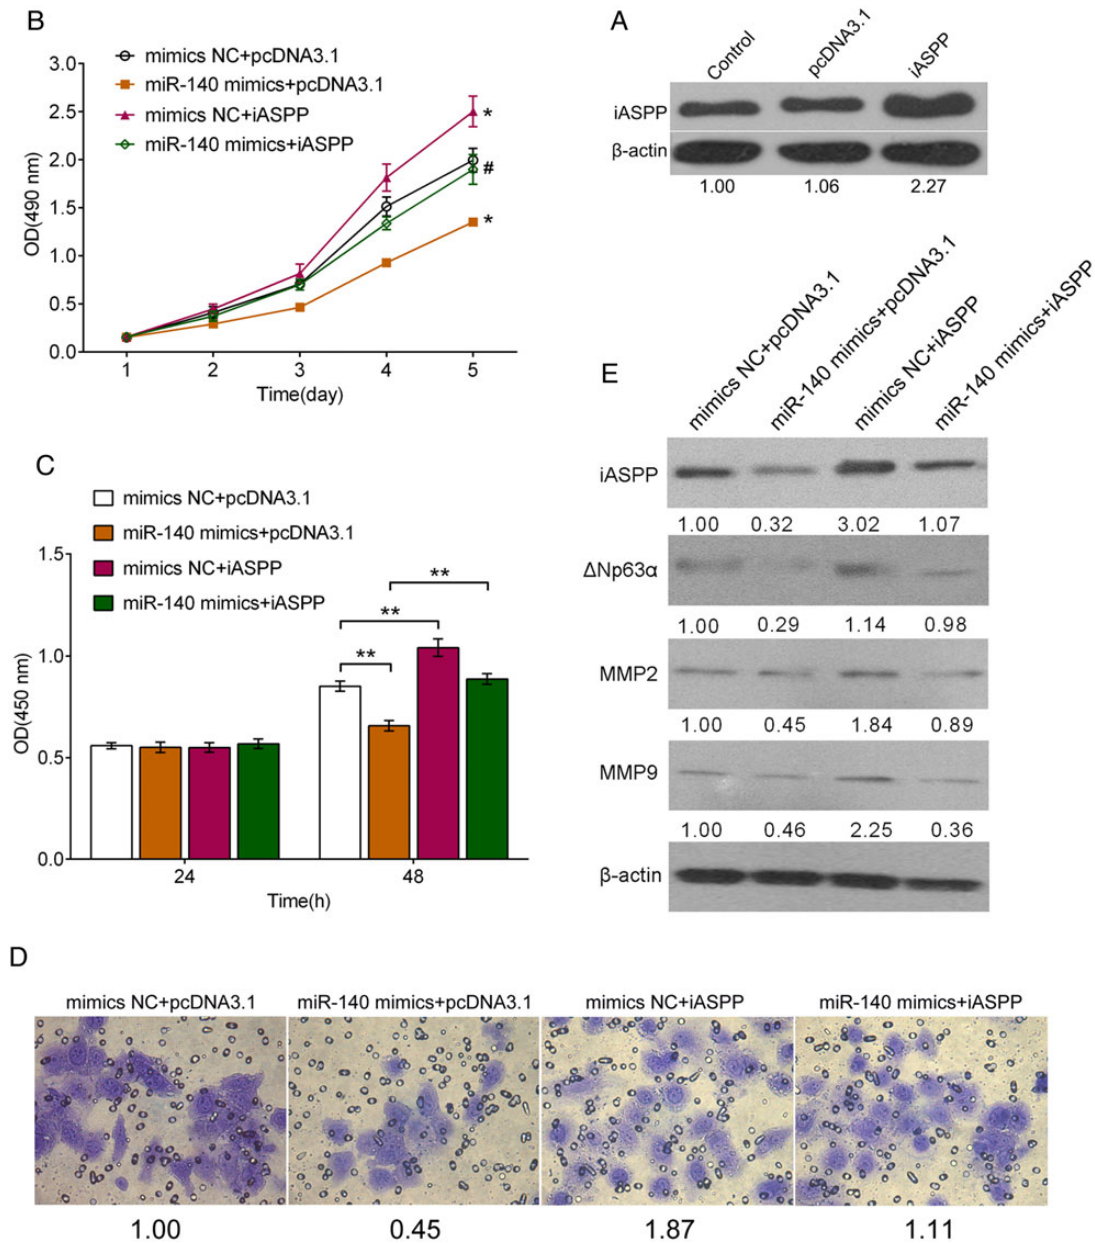 B
mimics NC+pcDNA3.1
miR-140 mimics+pcDNA3.1
mimics NC+iASPP
miR-140 mimics+iASPP
3.0
2.5
2.0
1.5
1.0
0.5
0.0
OD(490 nm)
*
#
*
1 2 3 4 5
Time(day)
A
Control pcDNA3.1 iASPP
iASPP
β-actin
1.00 1.06 2.27
C
mimics NC+pcDNA3.1
miR-140 mimics+pcDNA3.1
mimics NC+iASPP
miR-140 mimics+iASPP
1.5
1.0
0.5
0.0
OD(450 nm)
**
**
**
24 48
Time(h)
E
mimics NC+pcDNA3.1 miR-140 mimics+pcDNA3.1 mimics NC+iASPP miR-140 mimics+iASPP
iASPP
1.00 0.32 3.02 1.07
ΔNp63α
1.00 0.29 1.14 0.98
MMP2
1.00 0.45 1.84 0.89
MMP9
1.00 0.46 2.25 0.36
β-actin
D
mimics NC+pcDNA3.1 miR-140 mimics+pcDNA3.1 mimics NC+iASPP miR-140 mimics+iASPP
1.00 0.45 1.87 1.11